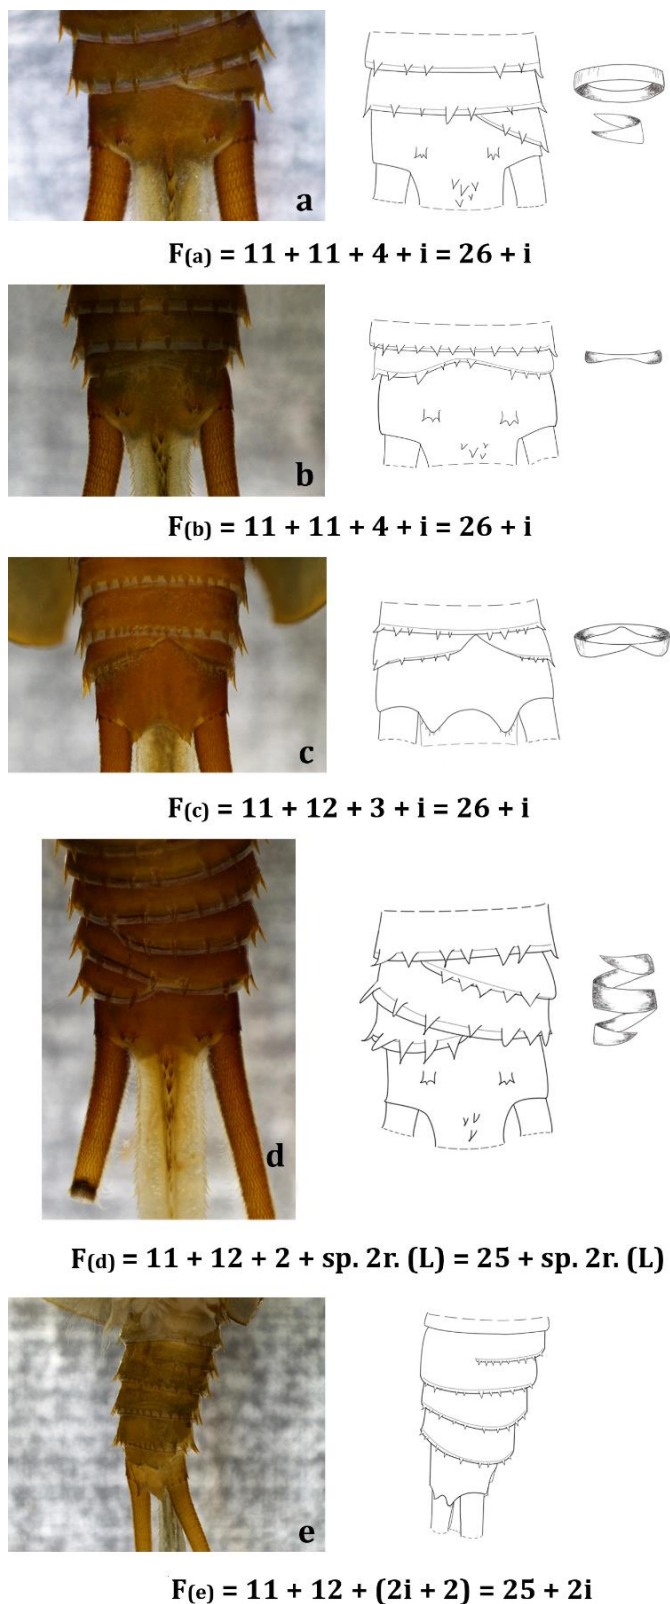 a
F(a) = 11 + 11 + 4 + i = 26 + i
b
F(b) = 11 + 11 + 4 + i = 26 + i
c
F(c) = 11 + 12 + 3 + i = 26 + i
d
F(d) = 11 + 12 + 2 + sp. 2r. (L) = 25 + sp. 2r. (L)
e
F(e) = 11 + 12 + (2i + 2) = 25 + 2i